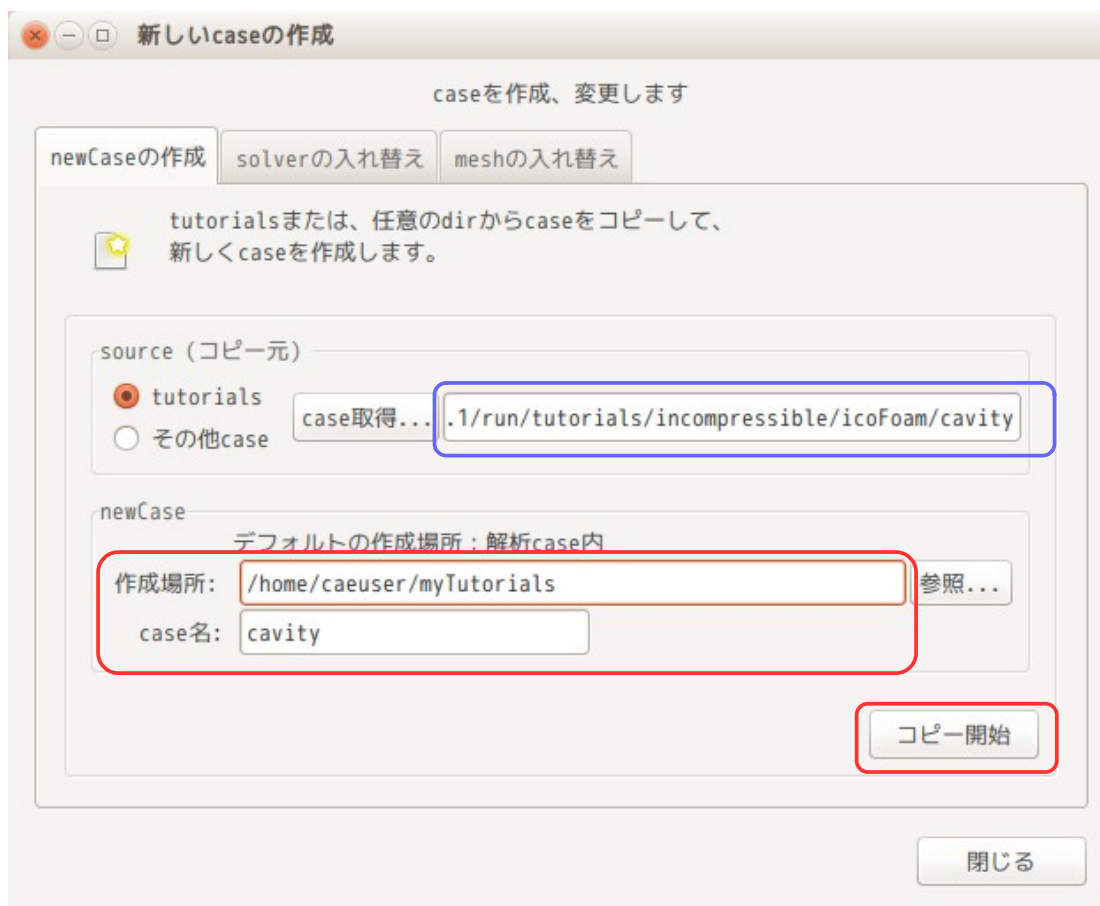 新しいcaseの作成
caseを作成、変更します
newCaseの作成 solverの入れ替え meshの入れ替え
tutorialsまたは、任意のdirからcaseをコピーして、
新しくcaseを作成します。
source (コピー元)
tutorials
その他case
case取得... .1/run/tutorials/incompressible/icoFoam/cavity
newCase
デフォルトの作成場所：解析case内
作成場所: /home/caeuser/myTutorials 参照...
case名: cavity
コピー開始
閉じる